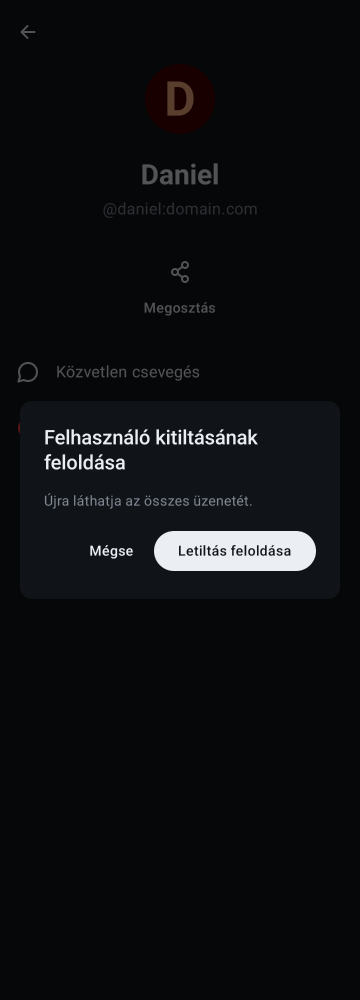 D
Daniel
@daniel:domain.com
Megosztás
Közvetlen csevegés
Felhasználó kitiltásának
feloldása
Újra láthatja az összes üzenetét.
Mégse
Letiltás feloldása